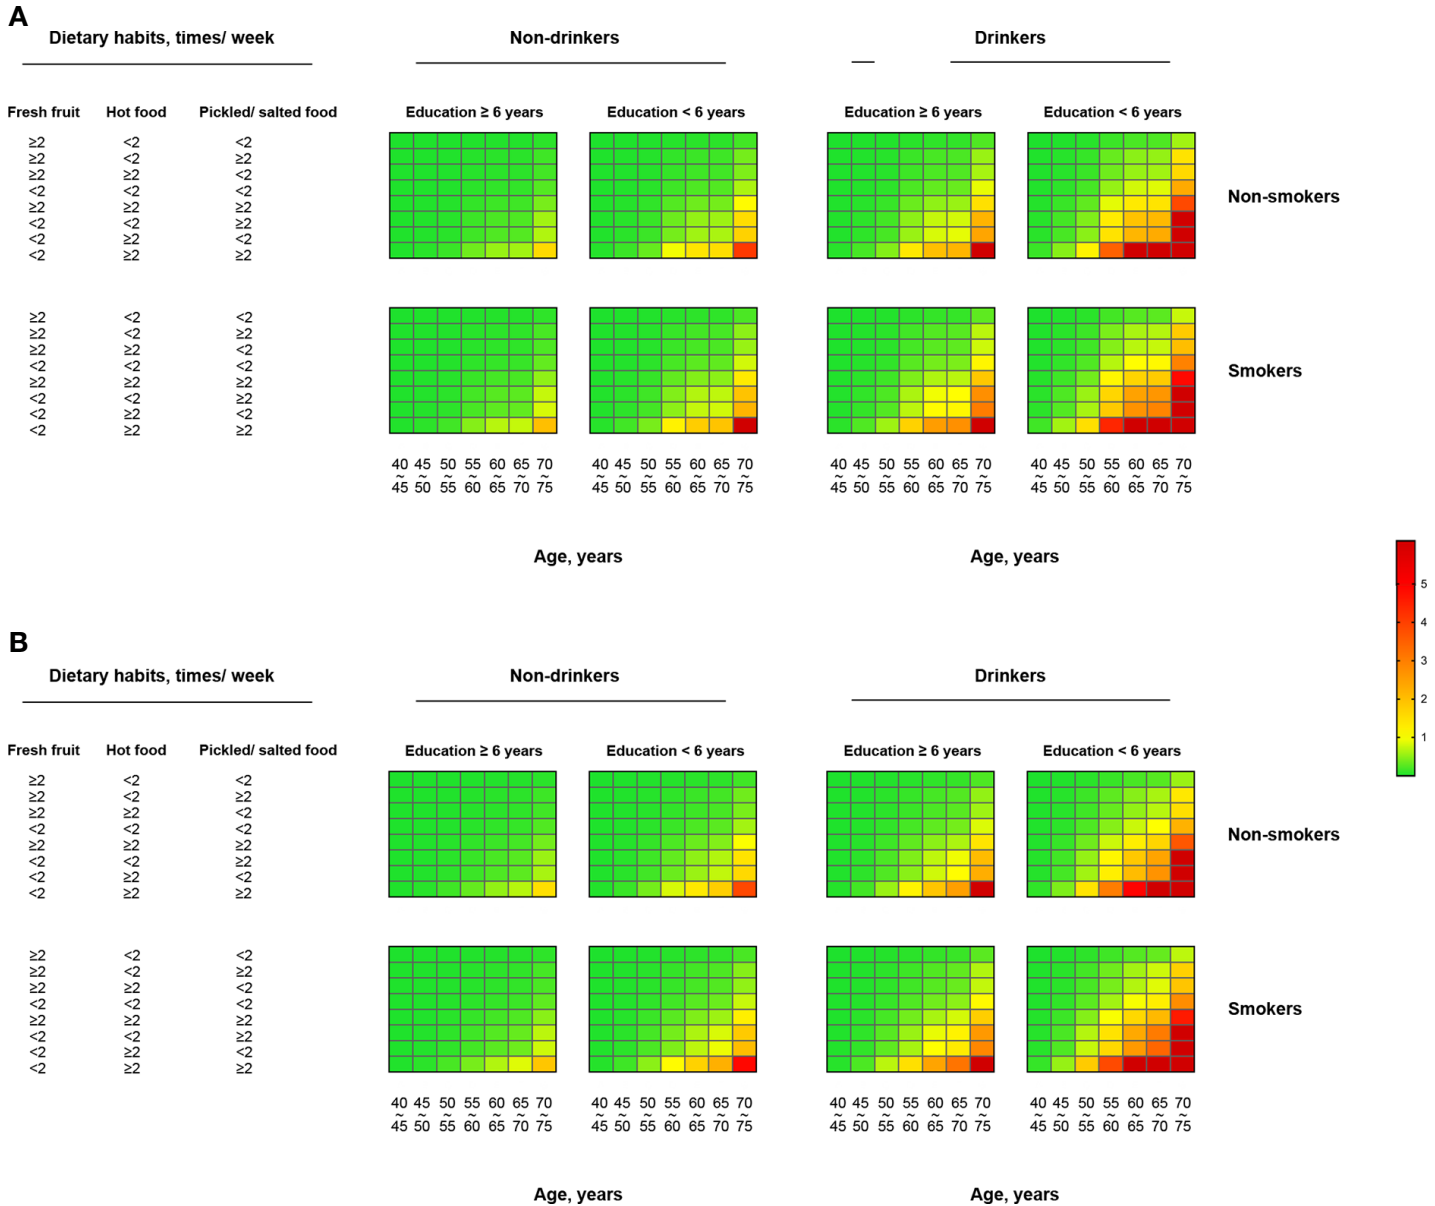 A
Dietary habits, times/ week Non-drinkers Drinkers
Fresh fruit Hot food Pickled/ salted food Education ≥ 6 years Education < 6 years Education ≥ 6 years Education < 6 years
≥2 <2 <2
≥2 <2 ≥2
≥2 ≥2 <2
<2 <2 <2
≥2 ≥2 ≥2
<2 <2 ≥2
<2 ≥2 <2
<2 ≥2 ≥2
Non-smokers
≥2 <2 <2
≥2 <2 ≥2
≥2 ≥2 <2
<2 <2 <2
≥2 ≥2 ≥2
<2 <2 ≥2
<2 ≥2 <2
<2 ≥2 ≥2
Smokers
40 45 50 55 60 65 70 40 45 50 55 60 65 70 40 45 50 55 60 65 70 40 45 50 55 60 65 70
~ ~ ~ ~ ~ ~ ~ ~ ~ ~ ~ ~ ~ ~ ~ ~ ~ ~ ~ ~ ~ ~ ~ ~ ~ ~ ~ ~
45 50 55 60 65 70 75 45 50 55 60 65 70 75 45 50 55 60 65 70 75 45 50 55 60 65 70 75
Age, years Age, years
5
4
3
2
1
B
Dietary habits, times/ week Non-drinkers Drinkers
Fresh fruit Hot food Pickled/ salted food Education ≥ 6 years Education < 6 years Education ≥ 6 years Education < 6 years
≥2 <2 <2
≥2 <2 ≥2
≥2 ≥2 <2
<2 <2 <2
≥2 ≥2 ≥2
<2 <2 ≥2
<2 ≥2 <2
<2 ≥2 ≥2
Non-smokers
≥2 <2 <2
≥2 <2 ≥2
≥2 ≥2 <2
<2 <2 <2
≥2 ≥2 ≥2
<2 <2 ≥2
<2 ≥2 <2
<2 ≥2 ≥2
Smokers
40 45 50 55 60 65 70 40 45 50 55 60 65 70 40 45 50 55 60 65 70 40 45 50 55 60 65 70
~ ~ ~ ~ ~ ~ ~ ~ ~ ~ ~ ~ ~ ~ ~ ~ ~ ~ ~ ~ ~ ~ ~ ~ ~ ~ ~ ~
45 50 55 60 65 70 75 45 50 55 60 65 70 75 45 50 55 60 65 70 75 45 50 55 60 65 70 75
Age, years Age, years